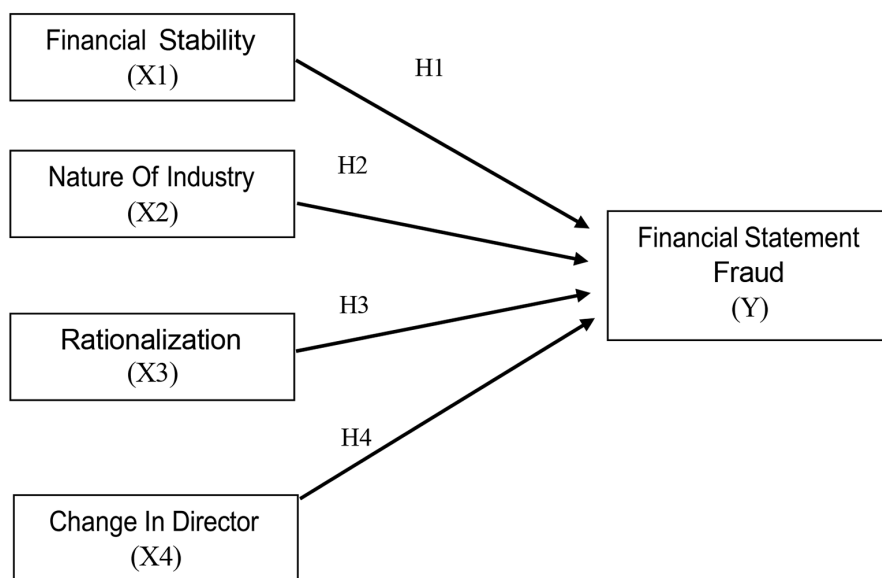 Financial Stability
(X1)
H1
Nature Of Industry
(X2)
H2
Financial Statement
Fraud
(Y)
Rationalization
(X3)
H3
H4
Change In Director
(X4)